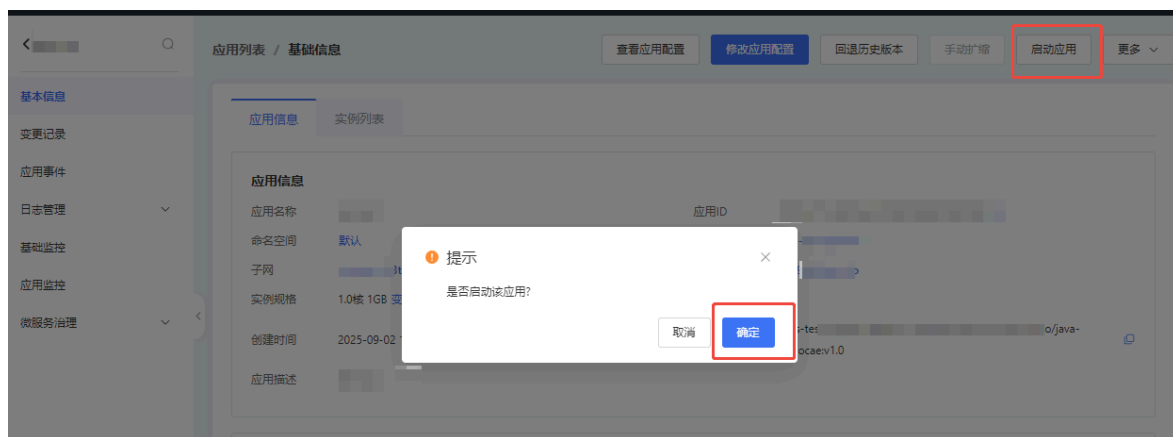 应用列表 / 基础信息
查看应用配置
修改应用配置
回退历史版本
手动扩缩
启动应用
更多
基本信息
变更记录
应用事件
日志管理
基础监控
应用监控
微服务治理
应用信息
实例列表
应用信息
应用名称
应用ID
命名空间
默认
子网
实例规格
1.0核 1GB 变
创建时间
2025-09-02
o/java-
ocae:v1.0
应用描述
提示
是否启动该应用?
取消
确定